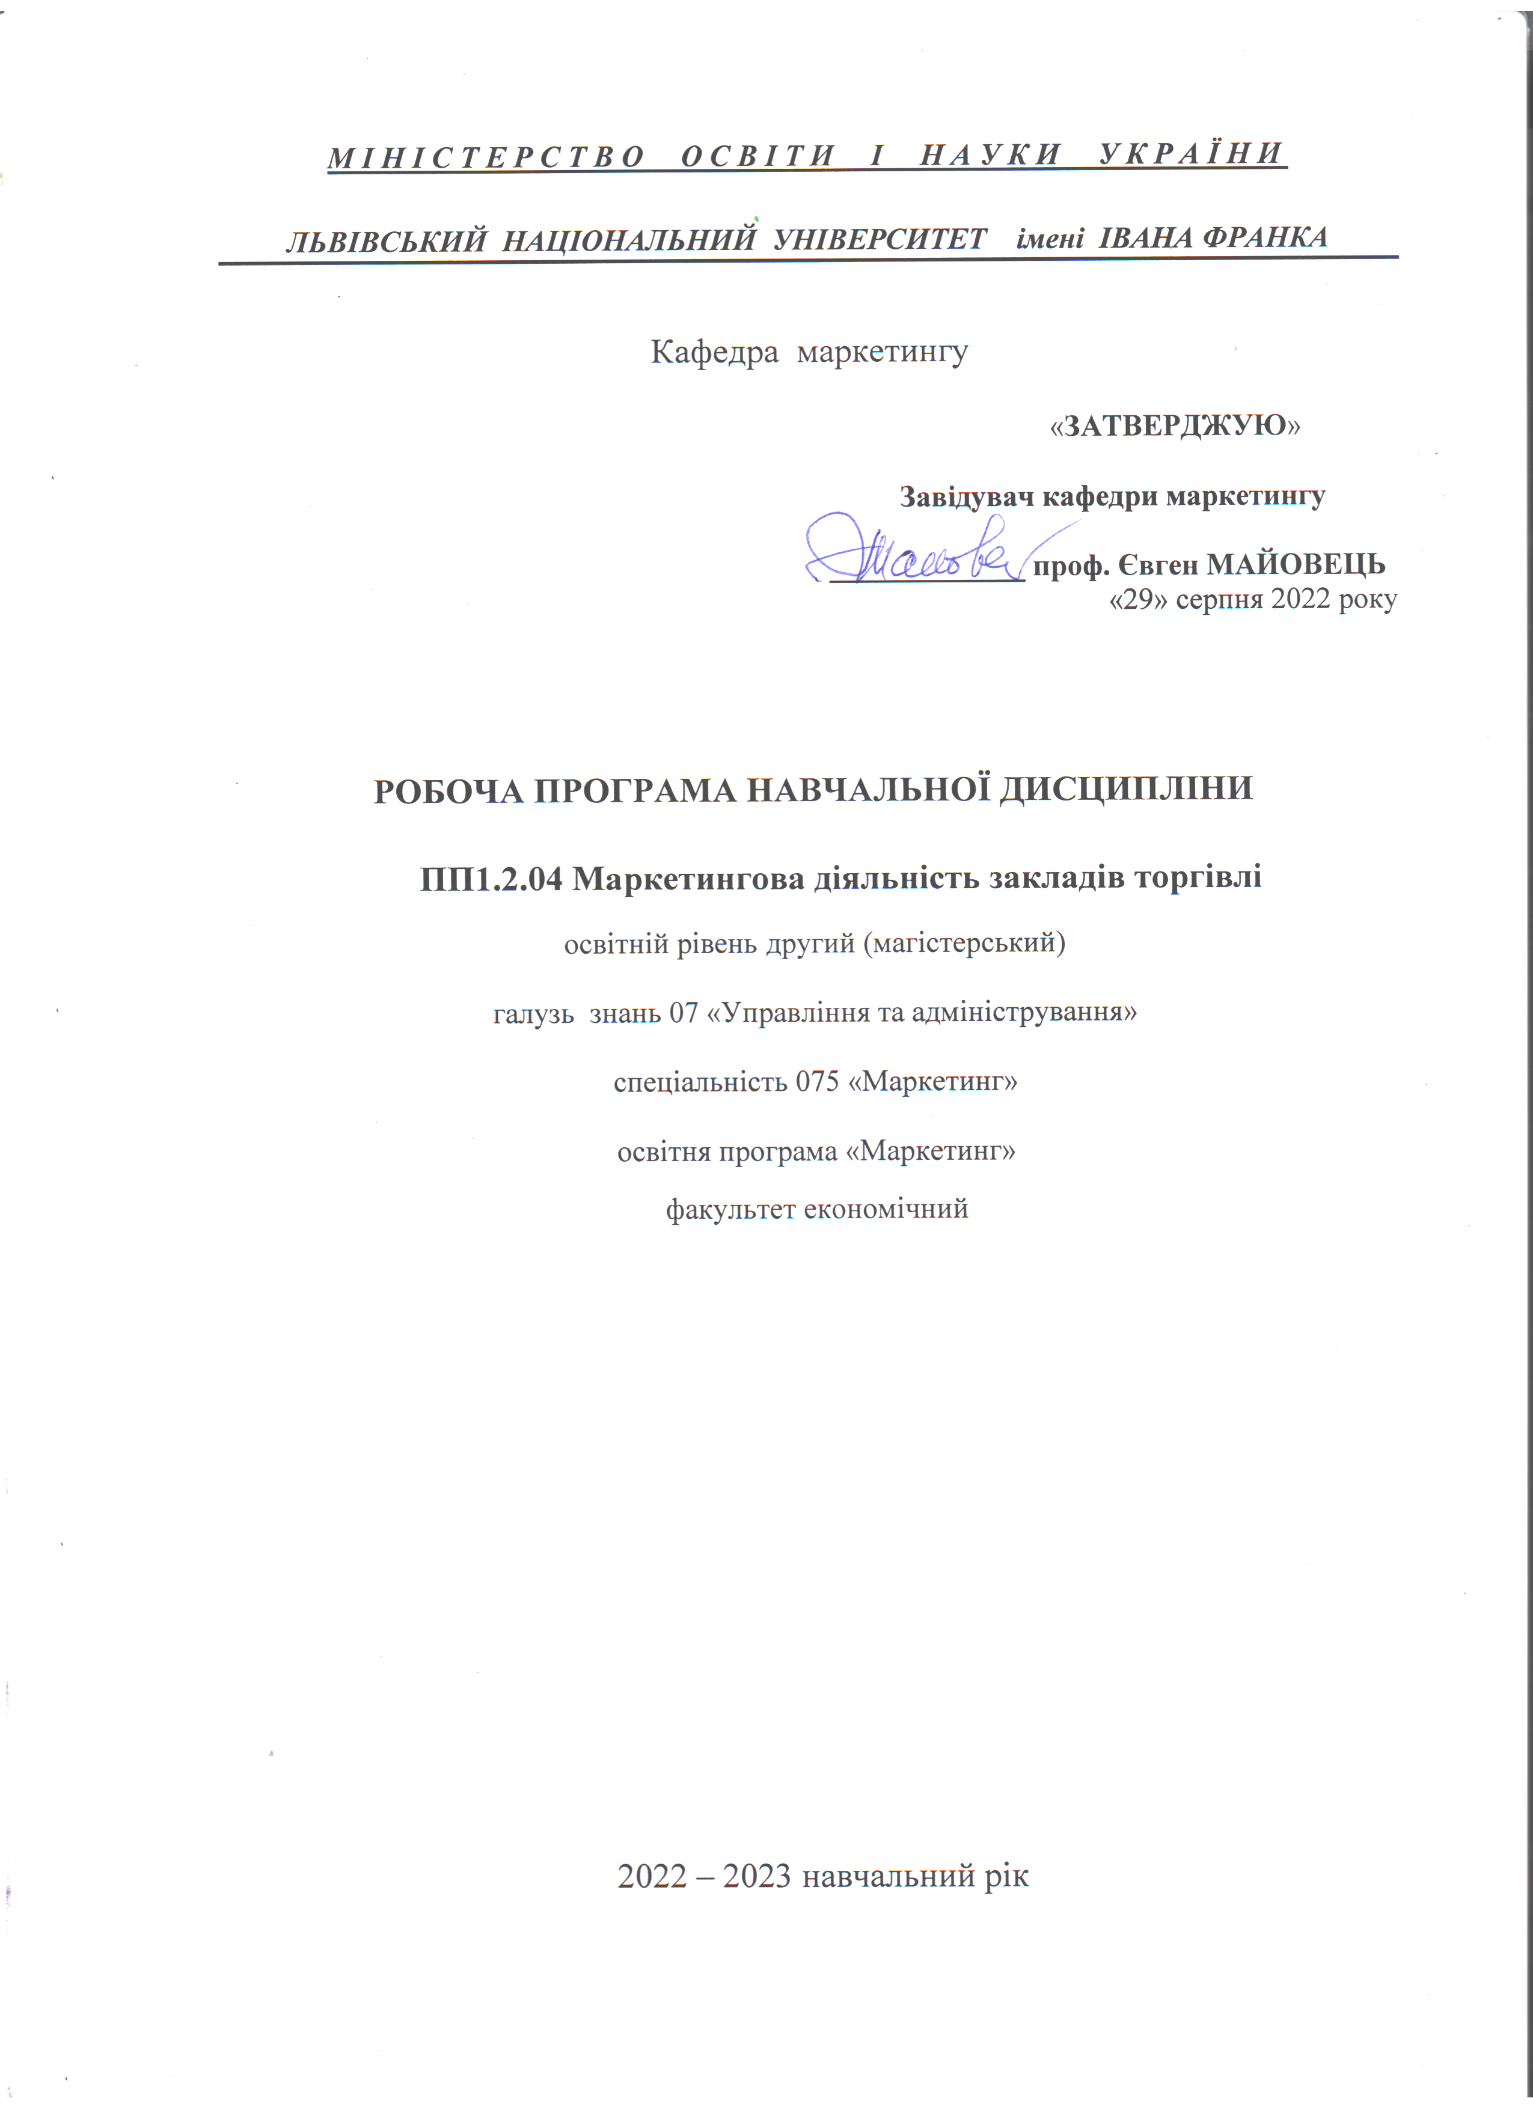 МІНІСТЕРСТВО ОСВІТИ І НАУКИ УКРАЇНИ
ЛЬВІВСЬКИЙ НАЦІОНАЛЬНИЙ УНІВЕРСИТЕТ імені ІВАНА ФРАНКА
Кафедра маркетингу
«ЗАТВЕРДЖУЮ»
Завідувач кафедри маркетингу
проф. Євген МАЙОВЕЦЬ
«29» серпня 2022 року
РОБОЧА ПРОГРАМА НАВЧАЛЬНОЇ ДИСЦИПЛІНИ
ПП1.2.04 Маркетингова діяльність закладів торгівлі
освітній рівень другий (магістерський)
галузь знань 07 «Управління та адміністрування»
спеціальність 075 «Маркетинг»
освітня програма «Маркетинг»
факультет економічний
2022 – 2023 навчальний рік